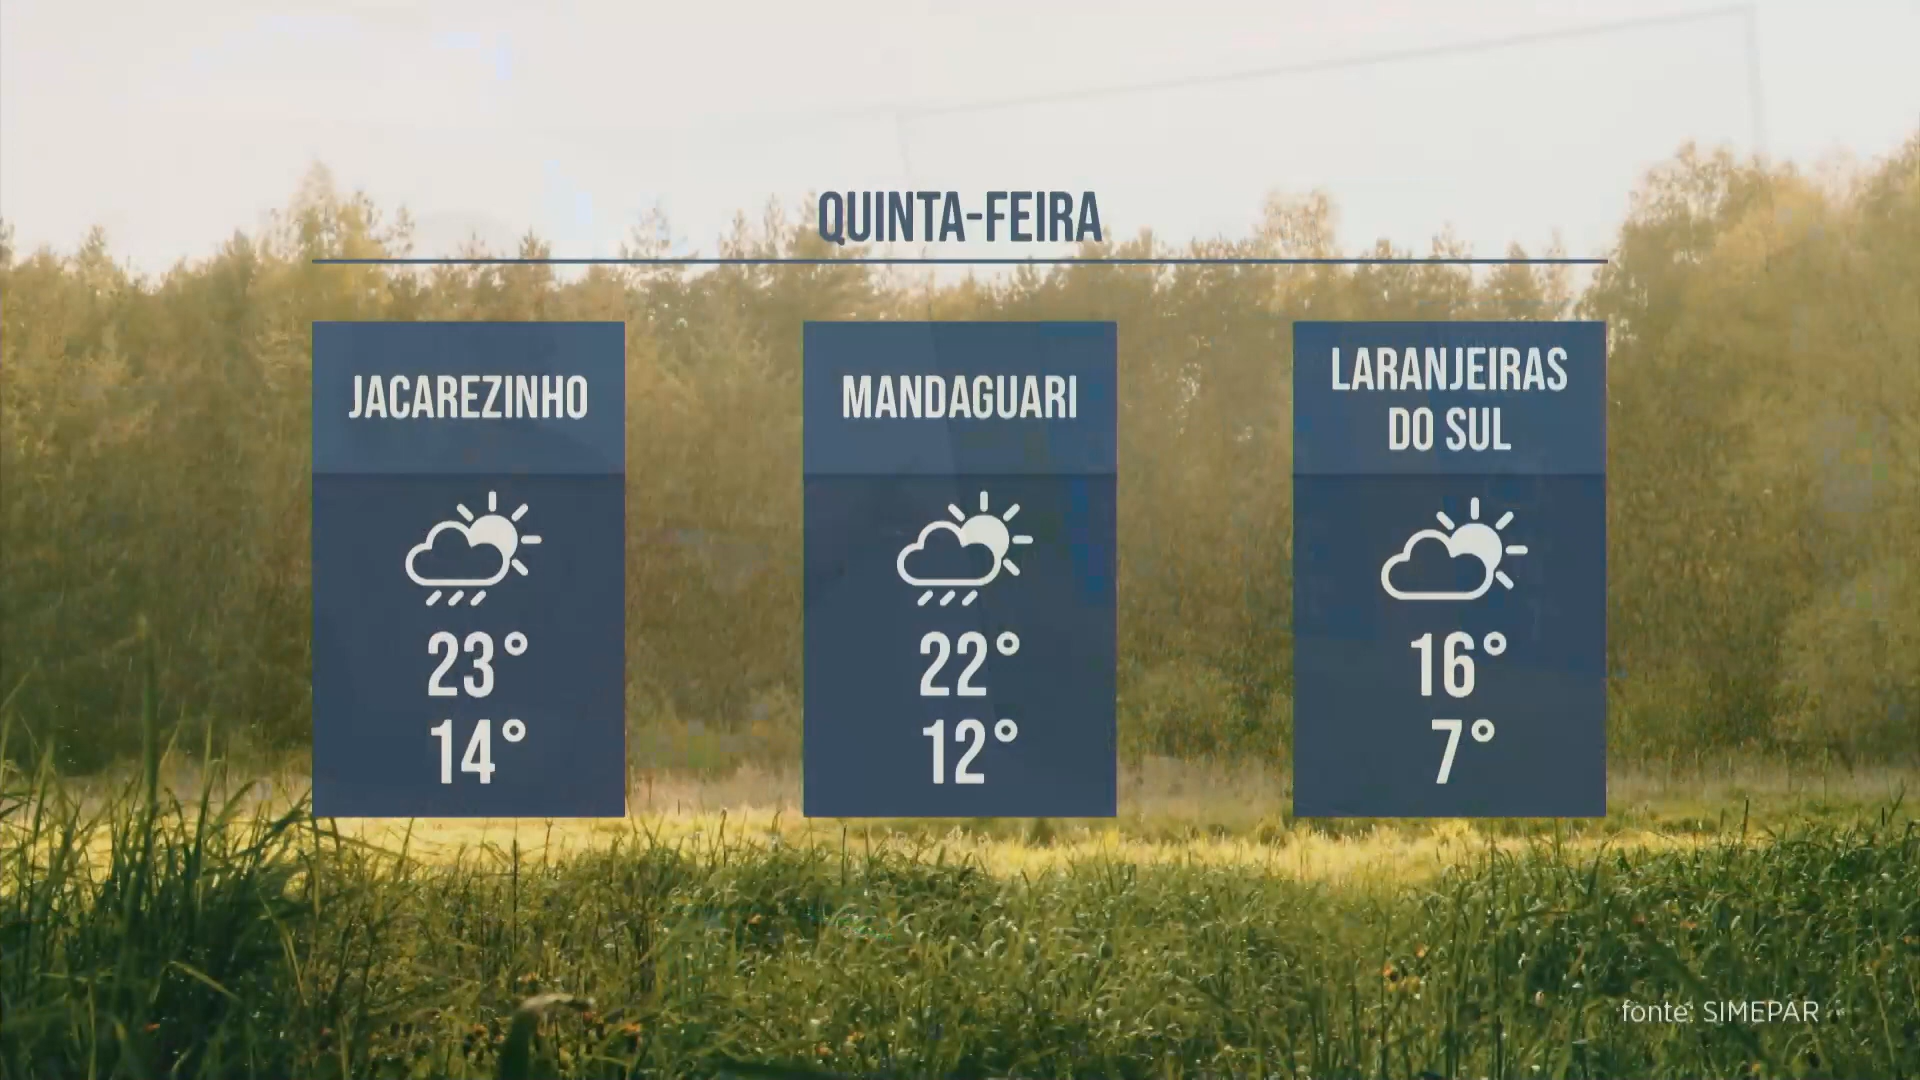 QUINTA-FEIRA
JACAREZINHO
23°
14°
MANDAGUARI
22°
12°
LARANJEIRAS
DO SUL
16°
7°
fonte: SIMEPAR